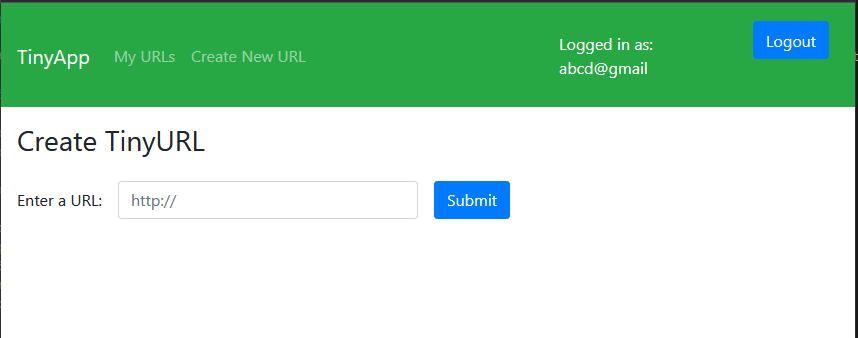 TinyApp My URLs Create New URL
Logged in as:
abcd@gmail
Logout
Create TinyURL
Enter a URL: http:// Submit